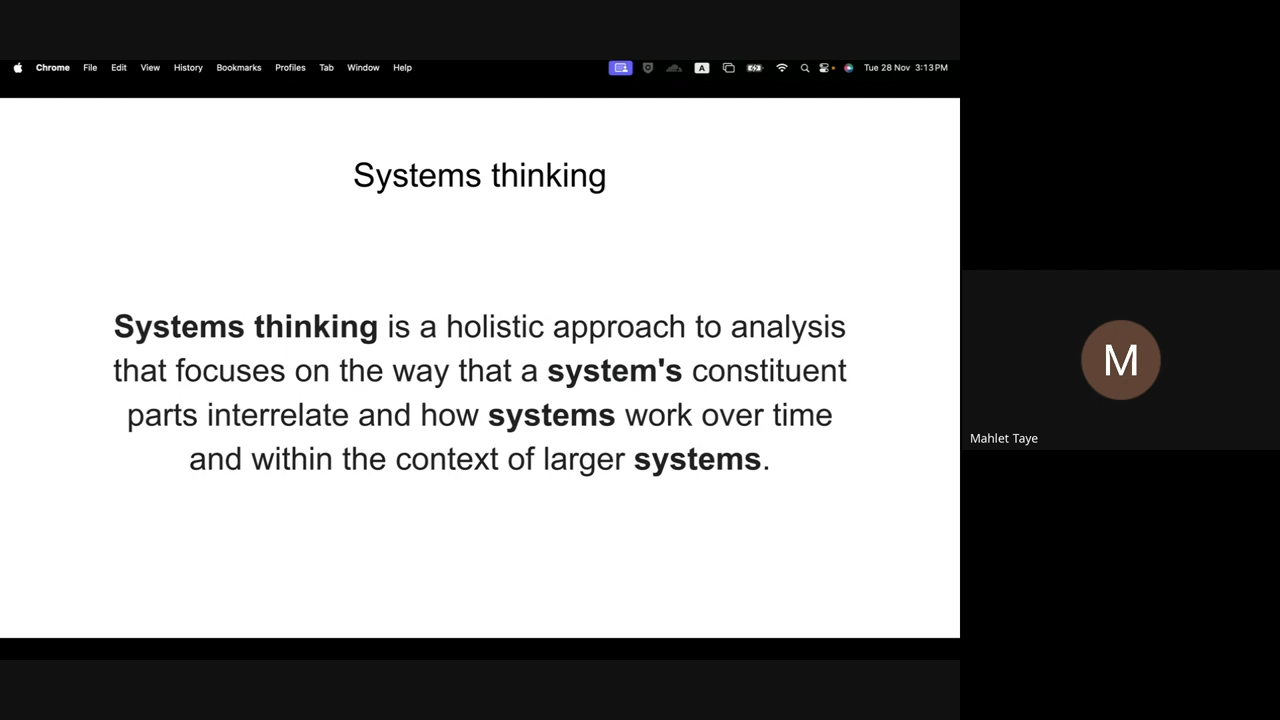 Chrome File Edit View History Bookmarks Profiles Tab Window Help A Tue 28 Nov 3:13 PM
Systems thinking
Systems thinking is a holistic approach to analysis
that focuses on the way that a system's constituent
parts interrelate and how systems work over time
and within the context of larger systems.
M
Mahlet Taye